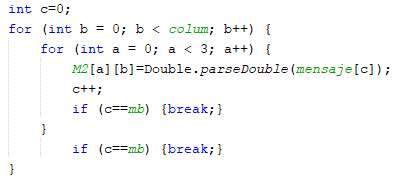 int c=0;
for (int b = 0; b < colum; b++) {
for (int a = 0; a < 3; a++) {
M2[a][b]=Double.parseDouble(mensaje[c]);
c++;
if (c==mb) {break;}
}
if (c==mb) {break;}
}